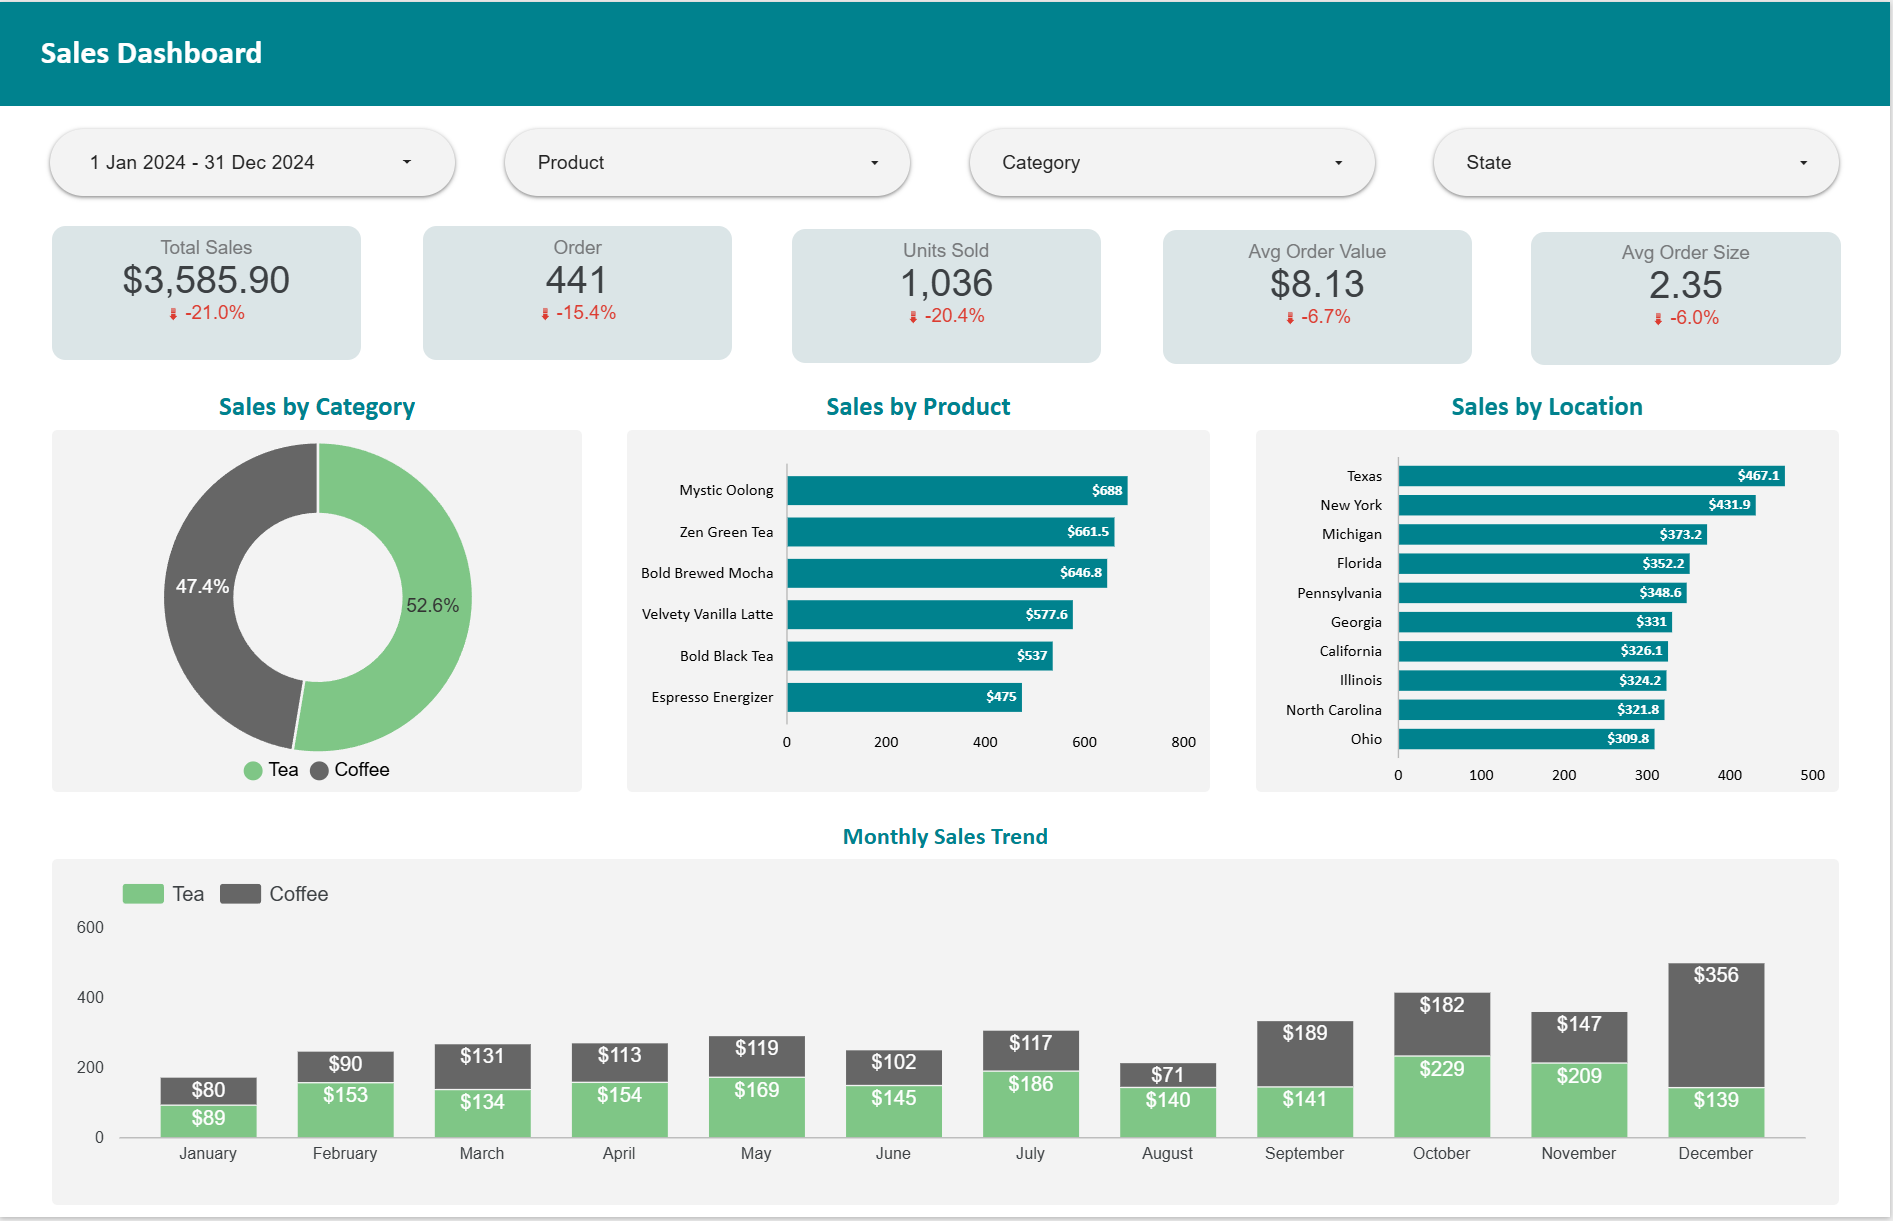 Sales Dashboard
1 Jan 2024 - 31 Dec 2024
Product
Category
State
Total Sales
$3,585.90
-21.0%
Order
441
-15.4%
Units Sold
1,036
-20.4%
Avg Order Value
$8.13
-6.7%
Avg Order Size
2.35
-6.0%
Sales by Category
47.4%
52.6%
Tea Coffee
Sales by Product
Mystic Oolong $688
Zen Green Tea $661.5
Bold Brewed Mocha $646.8
Velvety Vanilla Latte $577.6
Bold Black Tea $537
Espresso Energizer $475
0 200 400 600 800
Sales by Location
Texas $467.1
New York $431.9
Michigan $373.2
Florida $352.2
Pennsylvania $348.6
Georgia $331
California $326.1
Illinois $324.2
North Carolina $321.8
Ohio $309.8
0 100 200 300 400 500
Monthly Sales Trend
Tea Coffee
600
400
200
0
$80 $90 $131 $113 $119 $102 $117 $71 $189 $182 $147 $356
$89 $153 $134 $154 $169 $145 $186 $140 $141 $229 $209 $139
January February March April May June July August September October November December